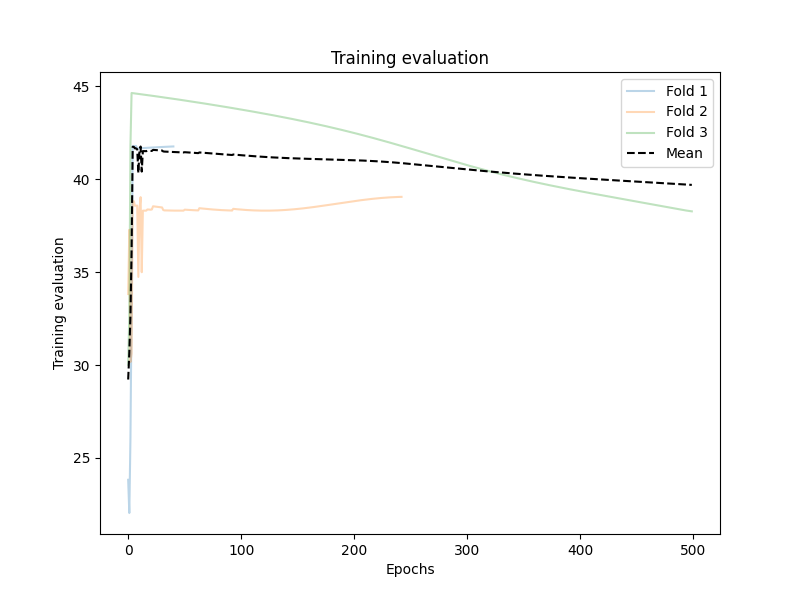 Training evaluation
45
40
35
30
25
Training evaluation
0 100 200 300 400 500
Epochs
Fold 1
Fold 2
Fold 3
Mean